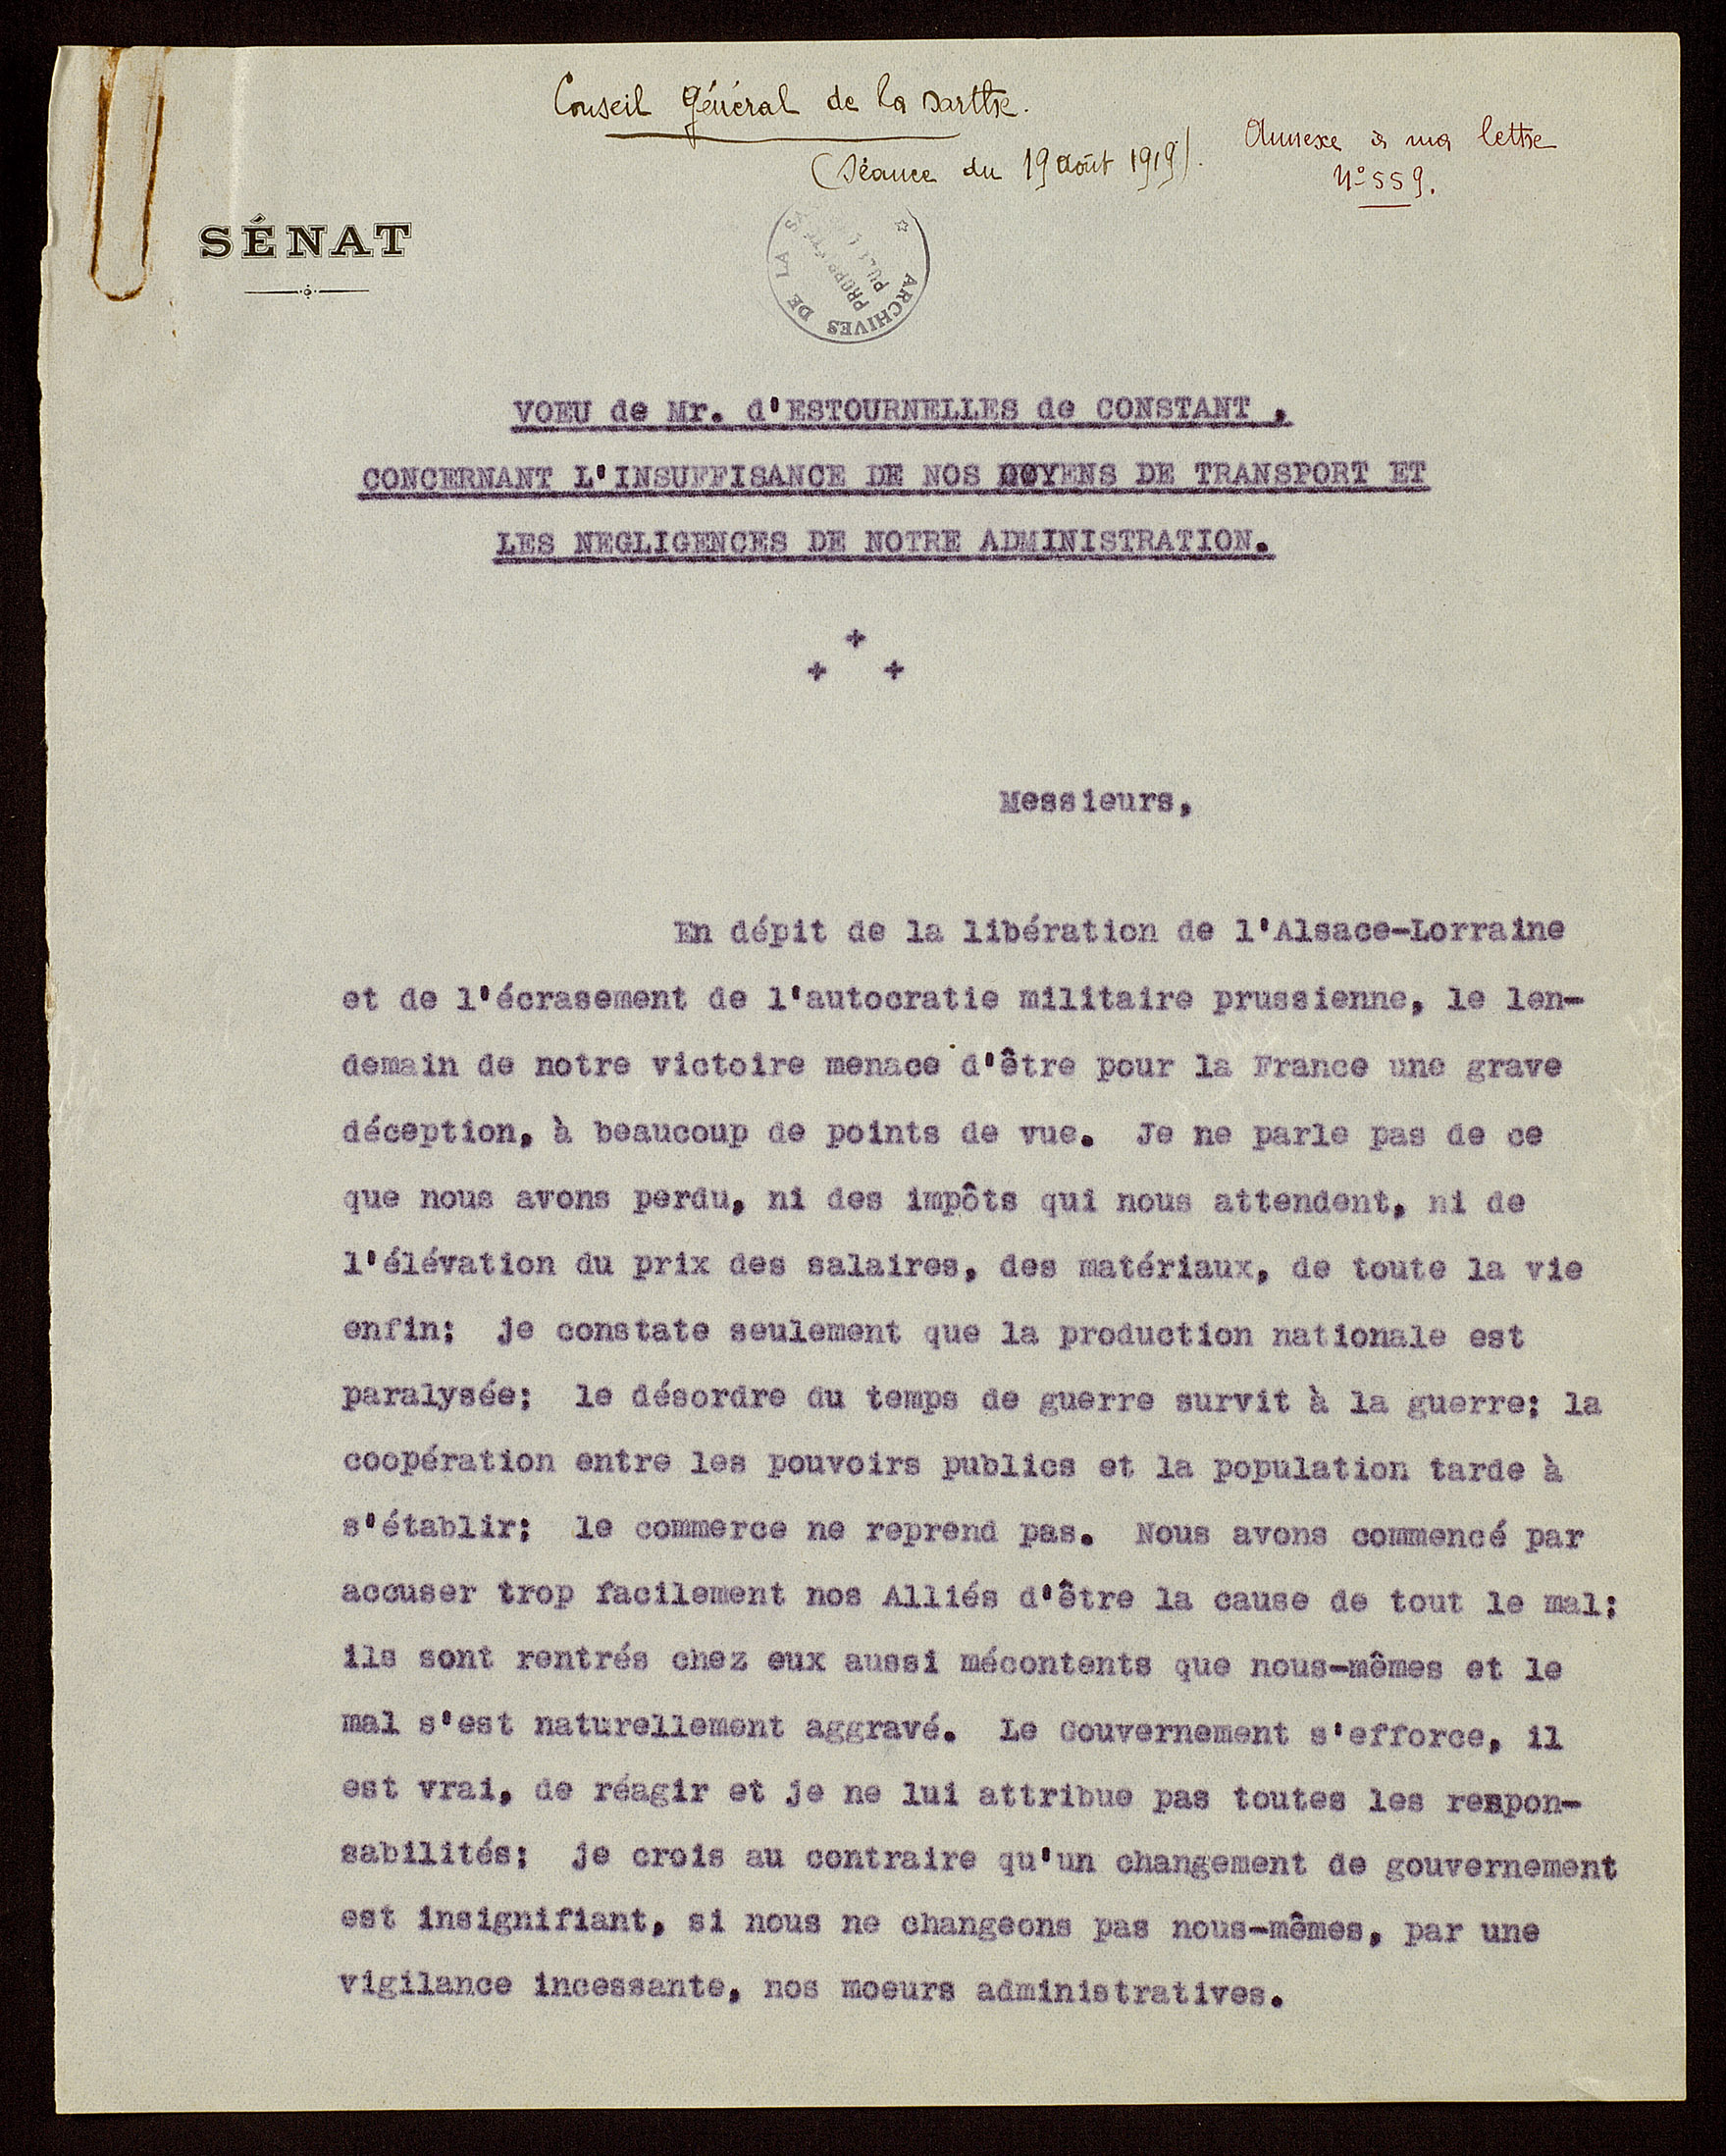 Conseil général de la Sarthe.
(Séance du 19 août 1919).
Annexe à ma lettre
N° 559.
SÉNAT
ARCHIVES DE LA
PROPRIÉTÉ
VOEU de Mr. d'ESTOURNELLES de CONSTANT ,
CONCERNANT L'INSUFFISANCE DE NOS MOYENS DE TRANSPORT ET
LES NEGLIGENCES DE NOTRE ADMINISTRATION.
+
+ +
Messieurs,
En dépit de la libération de l'Alsace-Lorraine
et de l'écrasement de l'autocratie militaire prussienne, le len-
demain de notre victoire menace d'être pour la France une grave
déception, à beaucoup de points de vue. Je ne parle pas de ce
que nous avons perdu, ni des impôts qui nous attendent, ni de
l'élévation du prix des salaires, des matériaux, de toute la vie
enfin; je constate seulement que la production nationale est
paralysée; le désordre du temps de guerre survit à la guerre; la
coopération entre les pouvoirs publics et la population tarde à
s'établir; le commerce ne reprend pas. Nous avons commencé par
accuser trop facilement nos Alliés d'être la cause de tout le mal;
ils sont rentrés chez eux aussi mécontents que nous-mêmes et le
mal s'est naturellement aggravé. Le Gouvernement s'efforce, il
est vrai, de réagir et je ne lui attribue pas toutes les respon-
sabilités; je crois au contraire qu'un changement de gouvernement
est insignifiant, si nous ne changeons pas nous-mêmes, par une
vigilance incessante, nos moeurs administratives.